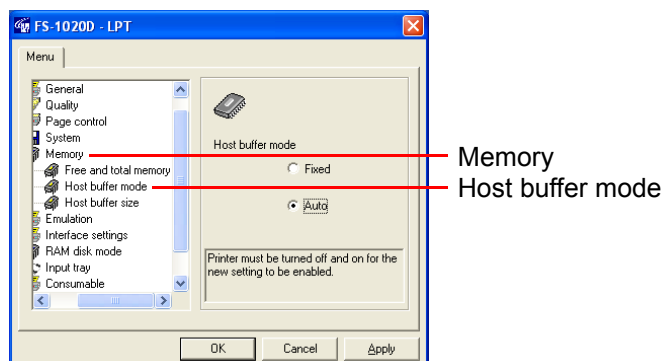 FS-1020D - LPT
Menu
General
Quality
Page control
System
Memory
Free and total memory
Host buffer mode
Host buffer size
Emulation
Interface settings
RAM disk mode
Input tray
Consumable
Host buffer mode
Fixed
Auto
Printer must be turned off and on for the
new setting to be enabled.
OK
Cancel
Apply
Memory
Host buffer mode